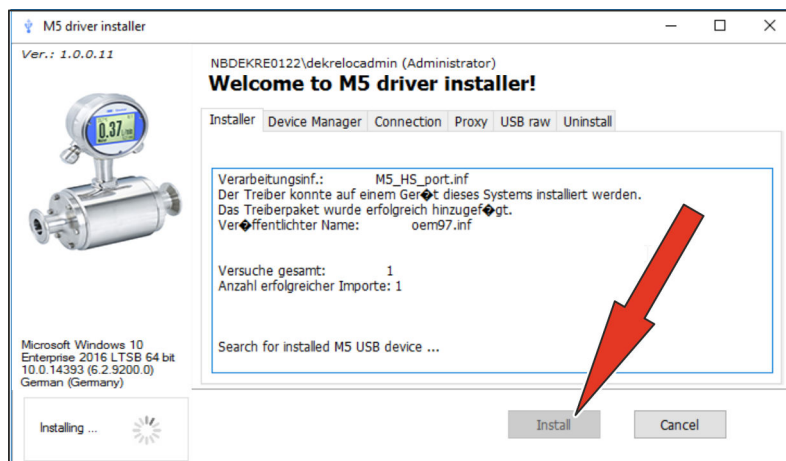 M5 driver installer
Ver.: 1.0.0.11
0.37
NBDEKRE0122\dekrelocadmin (Administrator)
Welcome to M5 driver installer!
Installer Device Manager Connection Proxy USB raw Uninstall
Verarbeitungsinf.: M5_HS_port.inf
Der Treiber konnte auf einem Ger�t dieses Systems installiert werden.
Das Treiberpaket wurde erfolgreich hinzugef�gt.
Ver�ffentlichter Name: oem97.inf
Versuche gesamt: 1
Anzahl erfolgreicher Importe: 1
Search for installed M5 USB device ...
Microsoft Windows 10
Enterprise 2016 LTSB 64 bit
10.0.14393 (6.2.9200.0)
German (Germany)
Installing ...
Install Cancel